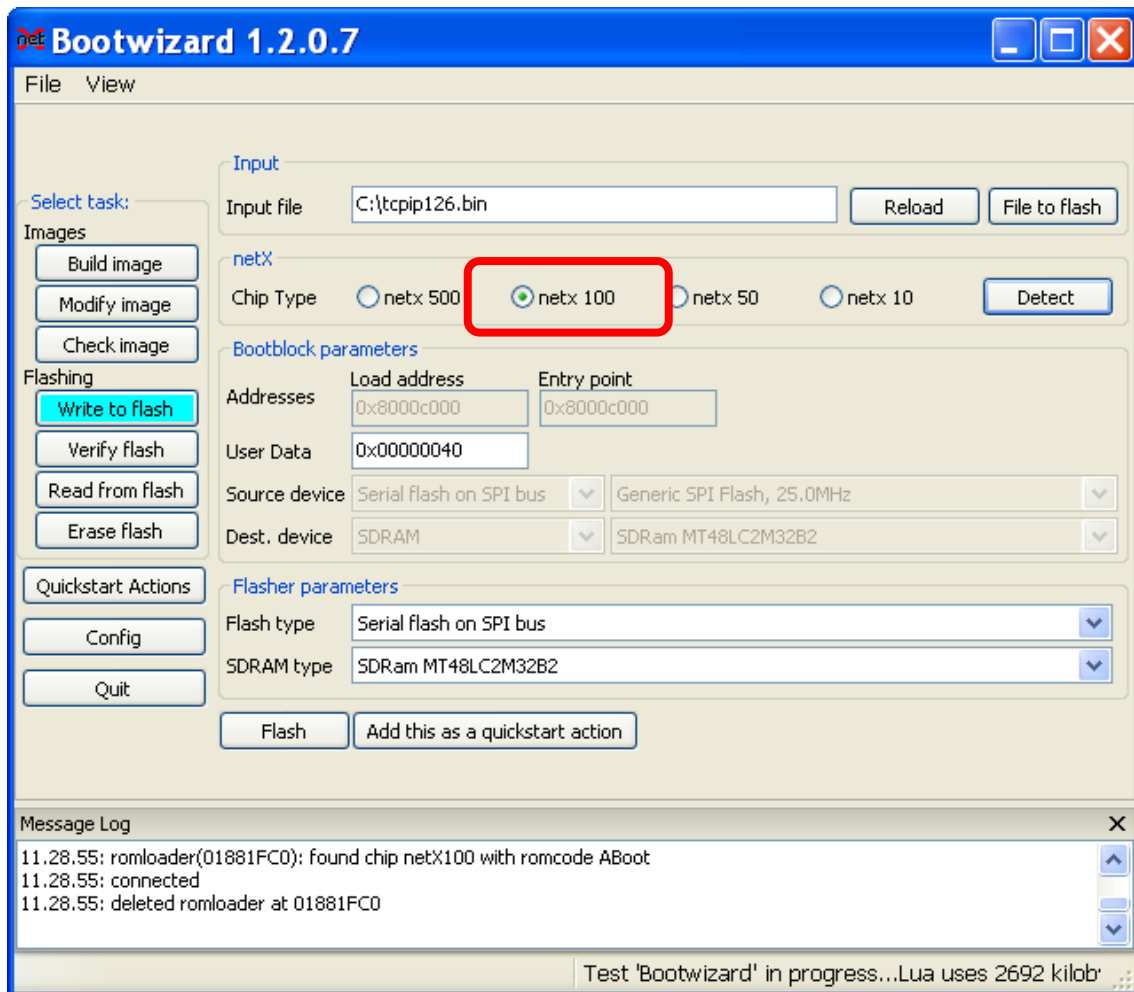 net Bootwizard 1.2.0.7
File View
Select task:
Images
Build image
Modify image
Check image
Flashing
Write to flash
Verify flash
Read from flash
Erase flash
Quickstart Actions
Config
Quit
Input
Input file C:\tcpip126.bin Reload File to flash
netX
Chip Type netx 500 netx 100 netx 50 netx 10 Detect
Bootblock parameters
Load address Entry point
Addresses 0x8000c000 0x8000c000
User Data 0x00000040
Source device Serial flash on SPI bus Generic SPI Flash, 25.0MHz
Dest. device SDRAM SDRam MT48LC2M32B2
Flasher parameters
Flash type Serial flash on SPI bus
SDRAM type SDRam MT48LC2M32B2
Flash Add this as a quickstart action
Message Log
11.28.55: romloader(01881FC0): found chip netX100 with romcode ABoot
11.28.55: connected
11.28.55: deleted romloader at 01881FC0
Test 'Bootwizard' in progress...Lua uses 2692 kilob